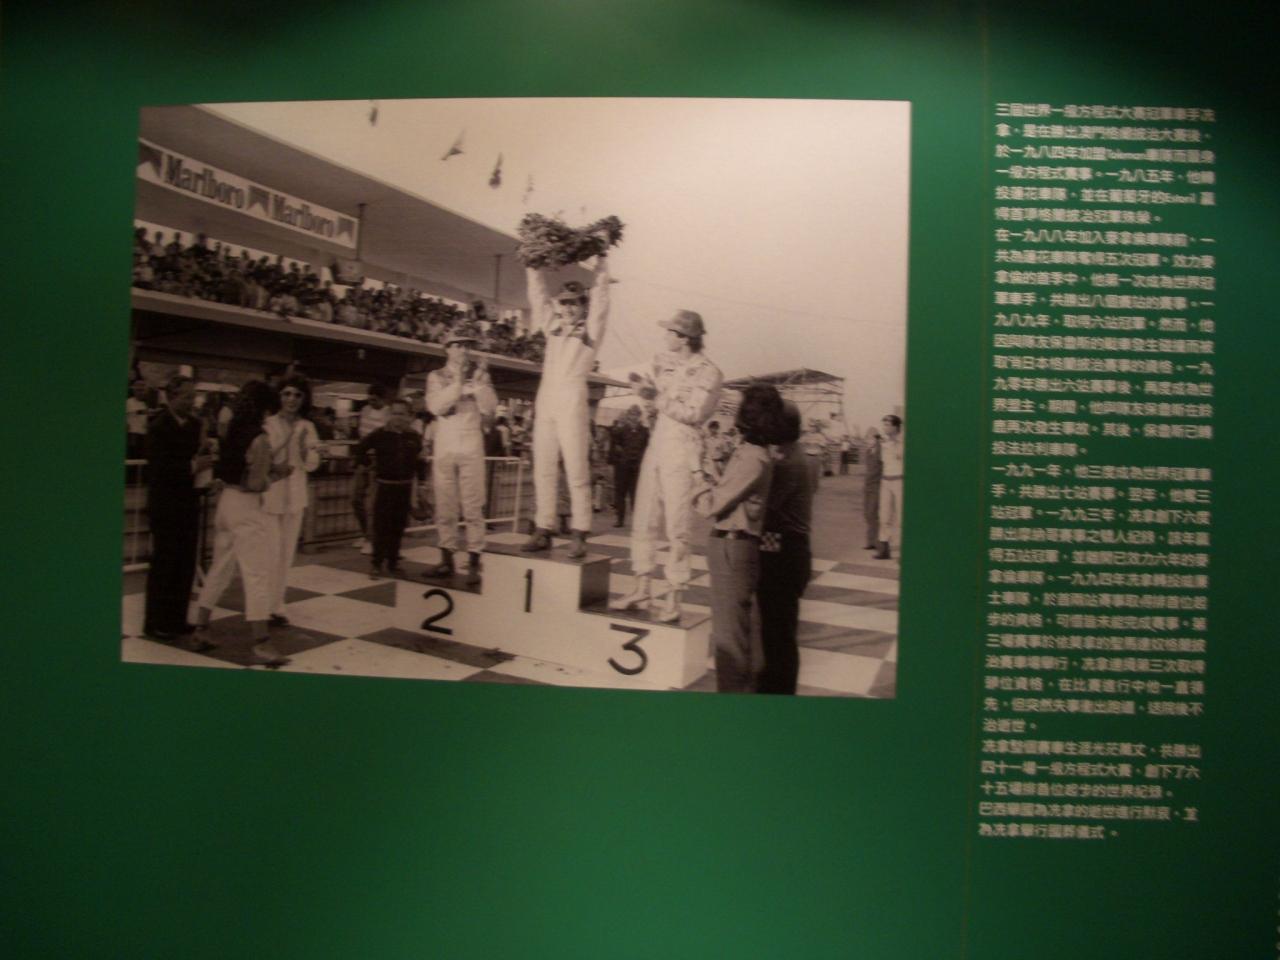 Marlboro Marlboro
1
2
3
三屆世界一級方程式大賽冠軍車手冼
拿，是在勝出澳門格蘭披治大賽後，
於一九八四年加盟Toleman車隊而躋身
一級方程式賽事。一九八五年，他轉
投蓮花車隊，並在葡萄牙的Estoril 贏
得首項格蘭披治冠軍殊榮。
在一九八八年加入麥拿倫車隊前，一
共為蓮花車隊奪得五次冠軍。效力麥
拿倫的首季中，他第一次成為世界冠
軍車手，共勝出八個賽站的賽事。一
九八九年，取得六站冠軍。然而，他
因與隊友保魯斯的戰車發生碰撞而被
取消日本格蘭披治賽事的資格。一九
九零年勝出六站賽事後，再度成為世
界盟主。期間，他與隊友保魯斯在鈴
鹿再次發生事故。其後，保魯斯已轉
投法拉利車隊。
一九九一年，他三度成為世界冠軍車
手，共勝出七站賽事。翌年，他奪三
站冠軍。一九九三年，冼拿創下六度
勝出摩納哥賽事之驕人紀錄，該年贏
得五站冠軍，並離開已效力六年的麥
拿倫車隊。一九九四年冼拿轉投威廉
士車隊，於首兩站賽事取得排首位起
步的資格，可惜皆未能完成賽事。第
三場賽事於依莫拿的聖馬連奴格蘭披
治賽車場舉行，冼拿連續第三次取得
頭位資格，在比賽進行中他一直領
先，但突然失事衝出跑道，送院後不
治逝世。
冼拿整個賽車生涯光芒萬丈，共勝出
四十一場一級方程式大賽，創下了六
十五場排首位起步的世界紀錄。
巴西舉國為冼拿的逝世進行默哀，並
為冼拿舉行國葬儀式。